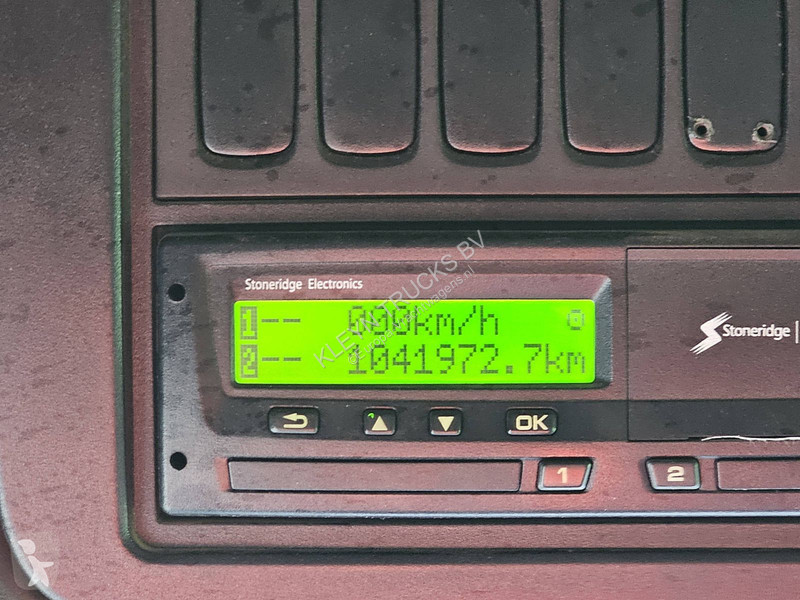 Stoneridge Electronics
1-- 000km/h
2-- 1041972.7km
KLEYN TRUCKS BV
Stoneridge
OK
1
2